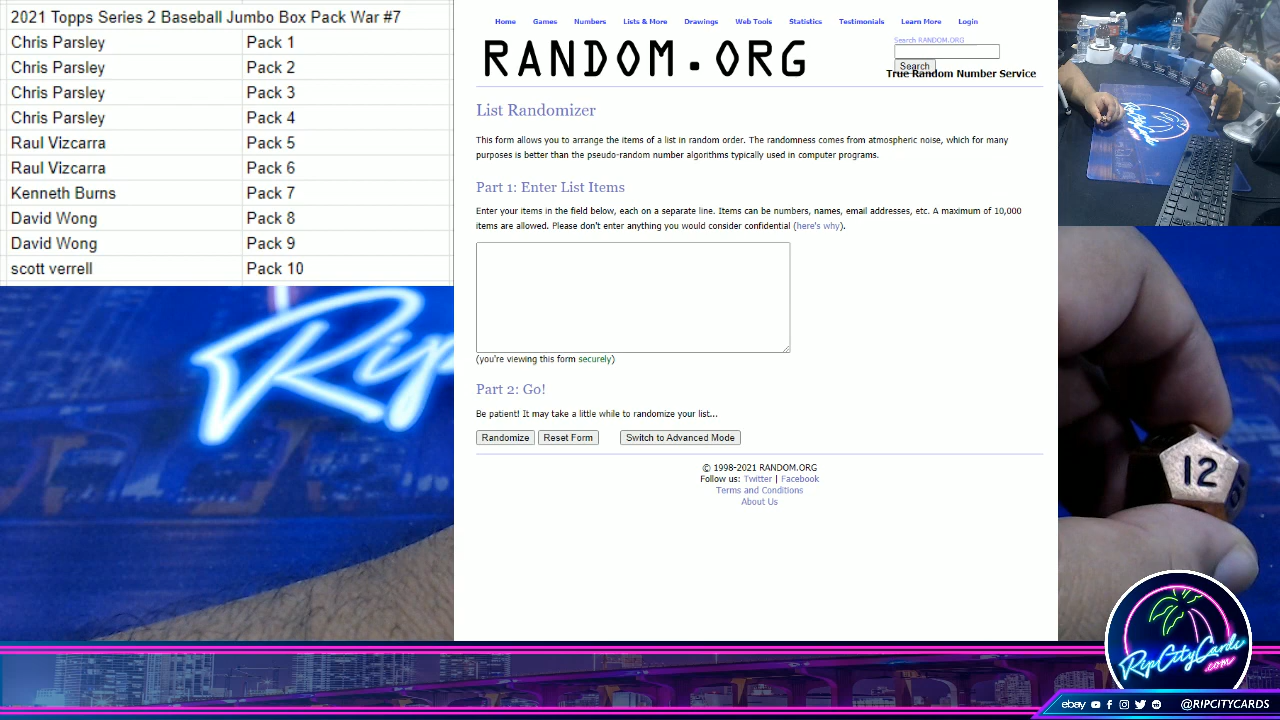 2021 Topps Series 2 Baseball Jumbo Box Pack War #7
Chris Parsley Pack 1
Chris Parsley Pack 2
Chris Parsley Pack 3
Chris Parsley Pack 4
Raul Vizcarra Pack 5
Raul Vizcarra Pack 6
Kenneth Burns Pack 7
David Wong Pack 8
David Wong Pack 9
scott verrell Pack 10
Home Games Numbers Lists & More Drawings Web Tools Statistics Testimonials Learn More Login
RANDOM.ORG
Search RANDOM.ORG
Search
True Random Number Service
List Randomizer
This form allows you to arrange the items of a list in random order. The randomness comes from atmospheric noise, which for many
purposes is better than the pseudo-random number algorithms typically used in computer programs.
Part 1: Enter List Items
Enter your items in the field below, each on a separate line. Items can be numbers, names, email addresses, etc. A maximum of 10,000
items are allowed. Please don't enter anything you would consider confidential (here's why).
(you're viewing this form securely)
Part 2: Go!
Be patient! It may take a little while to randomize your list...
Randomize Reset Form Switch to Advanced Mode
© 1998-2021 RANDOM.ORG
Follow us: Twitter | Facebook
Terms and Conditions
About Us
Rip
12
RipCityCards
.com
ebay @RIPCITYCARDS